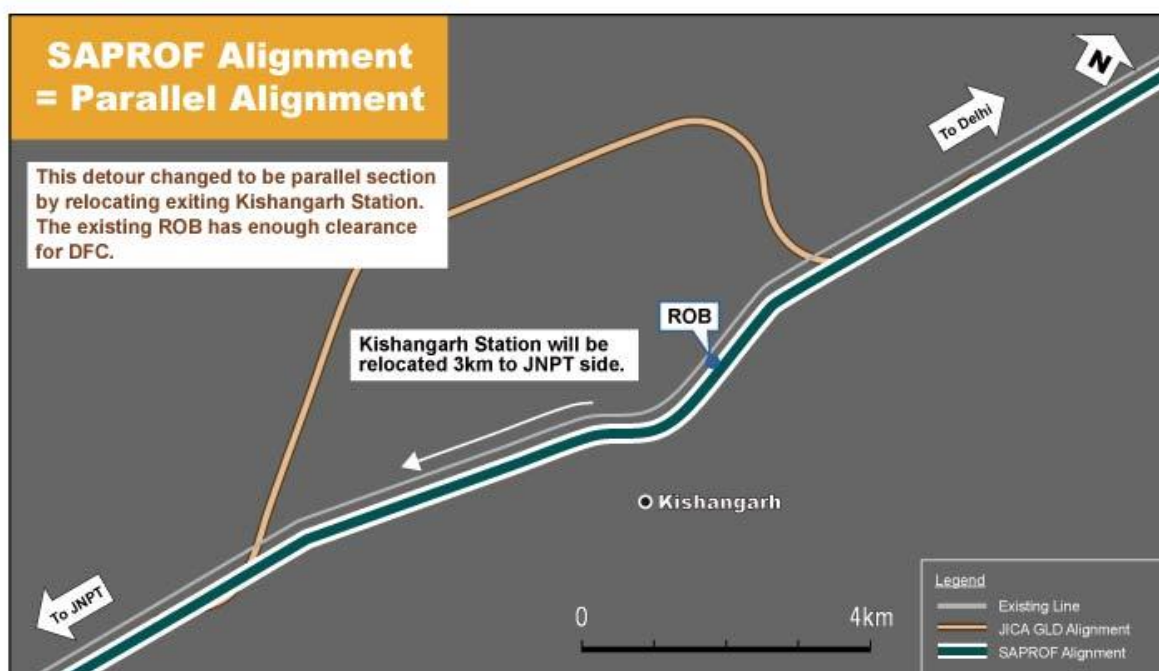 SAPROF Alignment
= Parallel Alignment
N
To Delhi
This detour changed to be parallel section
by relocating exiting Kishangarh Station.
The existing ROB has enough clearance
for DFC.
ROB
Kishangarh Station will be
relocated 3km to JNPT side.
Kishangarh
To JNPT
0 4km
Legend
Existing Line
JICA GLD Alignment
SAPROF Alignment